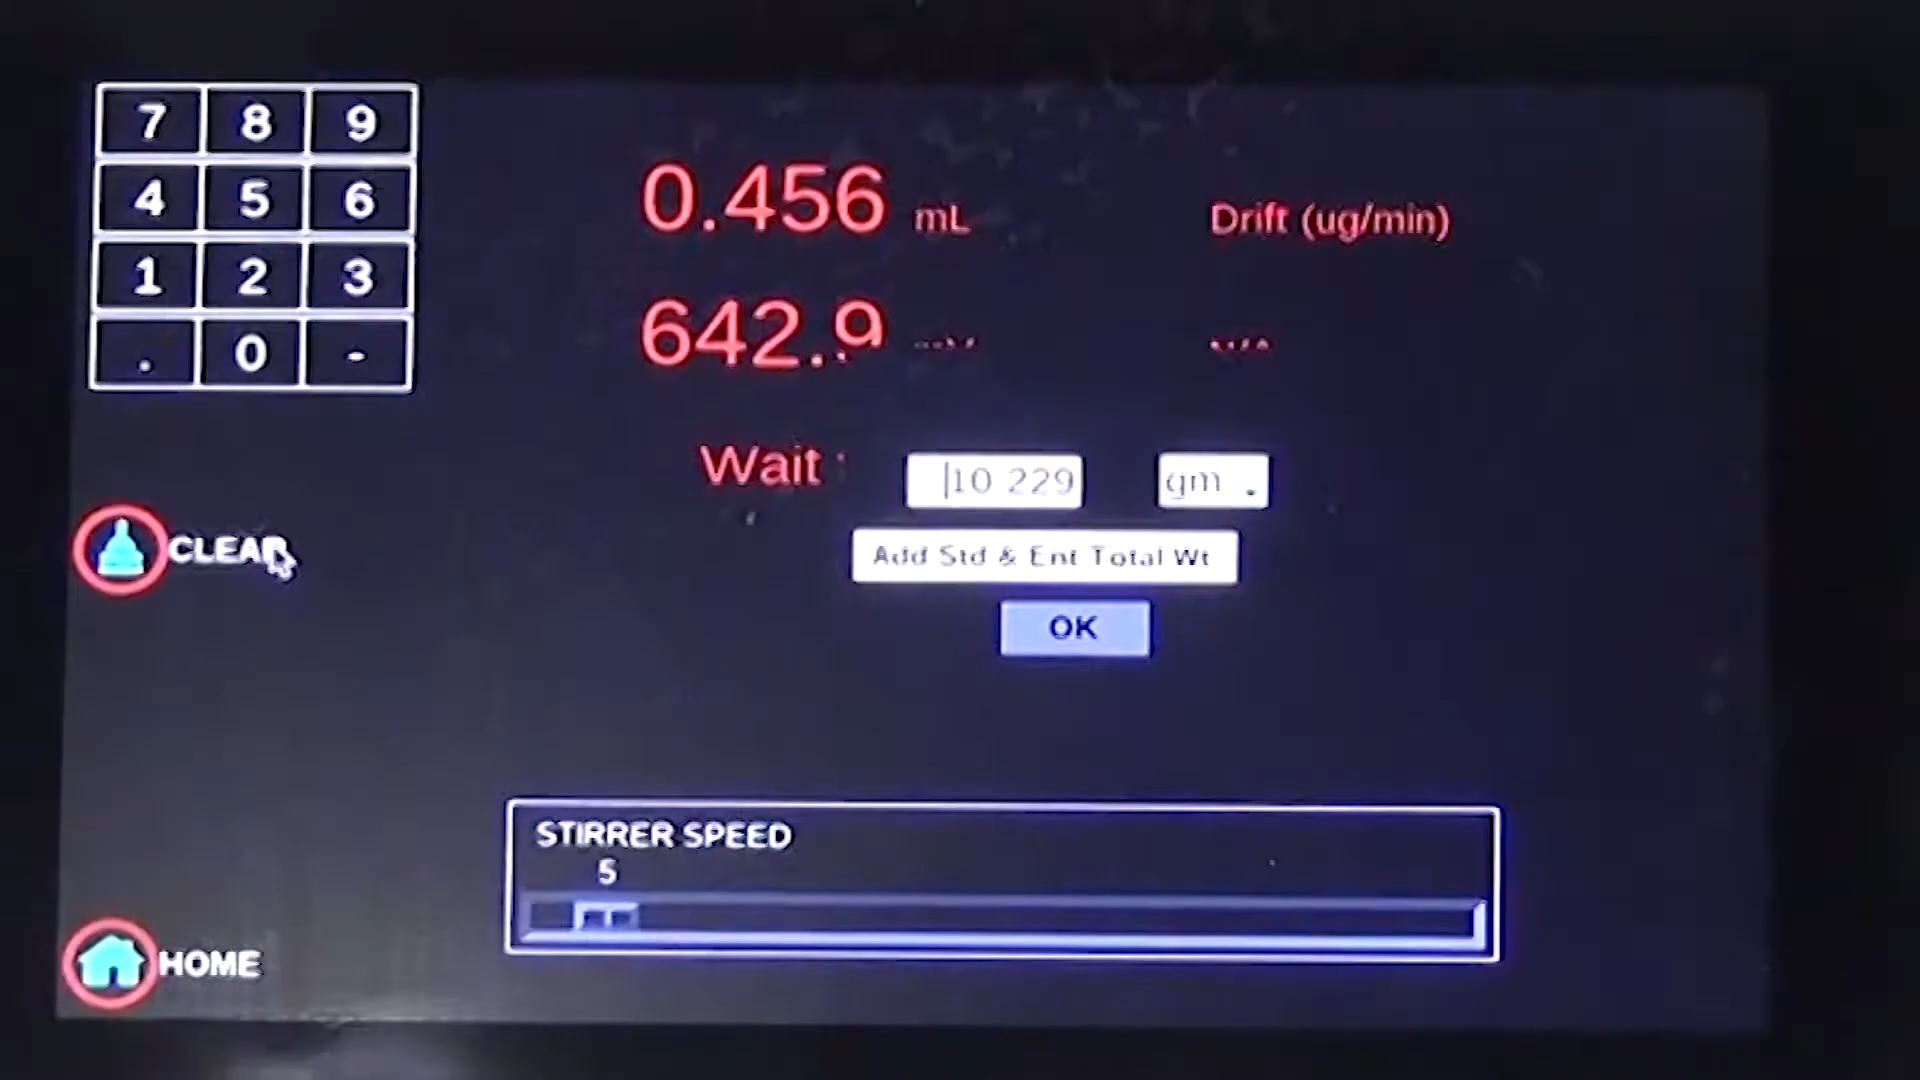 7 8 9
4 5 6
1 2 3
. 0 -
0.456 mL
Drift (ug/min)
642.9
Wait :
10 229 gm
Add Std & Ent Total Wt
OK
CLEAR
STIRRER SPEED
5
HOME